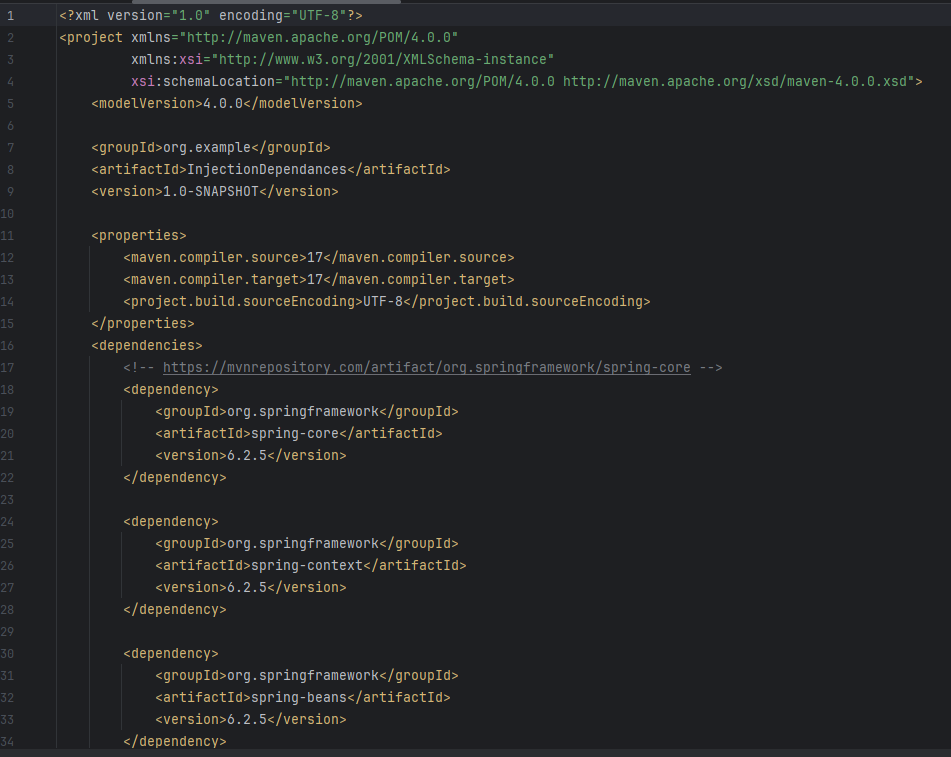 1 <?xml version="1.0" encoding="UTF-8"?>
2 <project xmlns="http://maven.apache.org/POM/4.0.0"
3          xmlns:xsi="http://www.w3.org/2001/XMLSchema-instance"
4          xsi:schemaLocation="http://maven.apache.org/POM/4.0.0 http://maven.apache.org/xsd/maven-4.0.0.xsd">
5     <modelVersion>4.0.0</modelVersion>
6
7     <groupId>org.example</groupId>
8     <artifactId>InjectionDependances</artifactId>
9     <version>1.0-SNAPSHOT</version>
10
11     <properties>
12         <maven.compiler.source>17</maven.compiler.source>
13         <maven.compiler.target>17</maven.compiler.target>
14         <project.build.sourceEncoding>UTF-8</project.build.sourceEncoding>
15     </properties>
16     <dependencies>
17         <!-- https://mvnrepository.com/artifact/org.springframework/spring-core -->
18         <dependency>
19             <groupId>org.springframework</groupId>
20             <artifactId>spring-core</artifactId>
21             <version>6.2.5</version>
22         </dependency>
23
24         <dependency>
25             <groupId>org.springframework</groupId>
26             <artifactId>spring-context</artifactId>
27             <version>6.2.5</version>
28         </dependency>
29
30         <dependency>
31             <groupId>org.springframework</groupId>
32             <artifactId>spring-beans</artifactId>
33             <version>6.2.5</version>
34         </dependency>